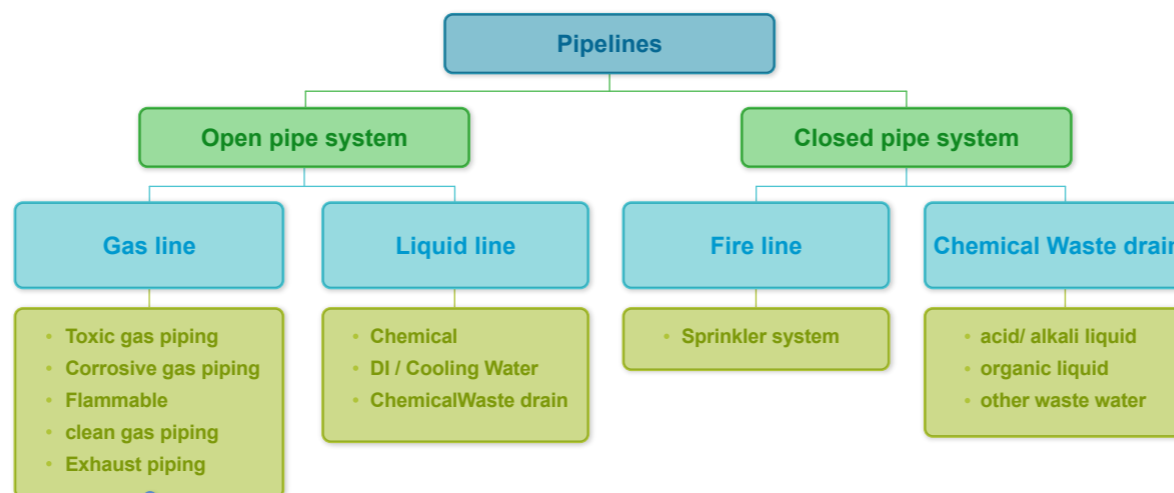 Pipelines
Open pipe system
Closed pipe system
Gas line
Liquid line
Fire line
Chemical Waste drain
• Toxic gas piping
• Corrosive gas piping
• Flammable
• clean gas piping
• Exhaust piping
• Chemical
• DI / Cooling Water
• ChemicalWaste drain
• Sprinkler system
• acid/ alkali liquid
• organic liquid
• other waste water